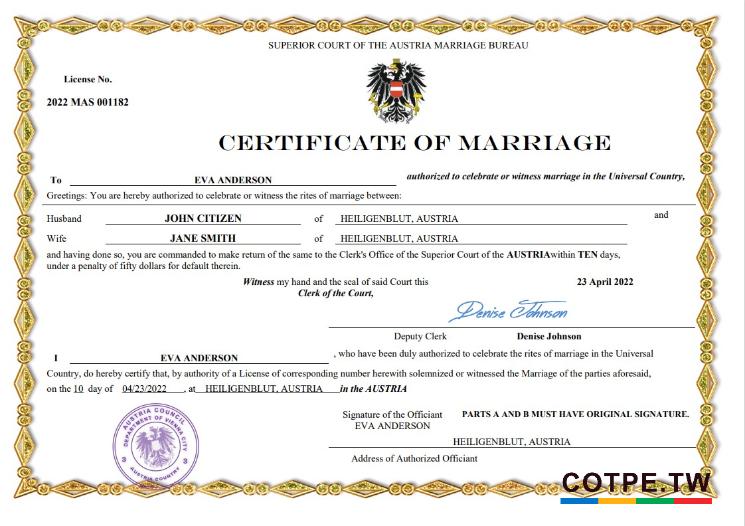 SUPERIOR COURT OF THE AUSTRIA MARRIAGE BUREAU
License No.
2022 MAS 001182
CERTIFICATE OF MARRIAGE
To EVA ANDERSON authorized to celebrate or witness marriage in the Universal Country,
Greetings: You are hereby authorized to celebrate or witness the rites of marriage between:
Husband JOHN CITIZEN of HEILIGENBLUT, AUSTRIA and
Wife JANE SMITH of HEILIGENBLUT, AUSTRIA
and having done so, you are commanded to make return of the same to the Clerk's Office of the Superior Court of the AUSTRIAwithin TEN days,
under a penalty of fifty dollars for default therein.
Witness my hand and the seal of said Court this 23 April 2022
Clerk of the Court,
Denise Johnson
Deputy Clerk Denise Johnson
I EVA ANDERSON , who have been duly authorized to celebrate the rites of marriage in the Universal
Country, do hereby certify that, by authority of a License of corresponding number herewith solemnized or witnessed the Marriage of the parties aforesaid,
on the 10 day of 04/23/2022 , at HEILIGENBLUT, AUSTRIA in the AUSTRIA
AUSTRIA COUNCIL
DEPARTMENT OF VIENNA CITY
AUSTRIA COUNTRY
Signature of the Officiant PARTS A AND B MUST HAVE ORIGINAL SIGNATURE.
EVA ANDERSON
HEILIGENBLUT, AUSTRIA
Address of Authorized Officiant
COTPE.TW